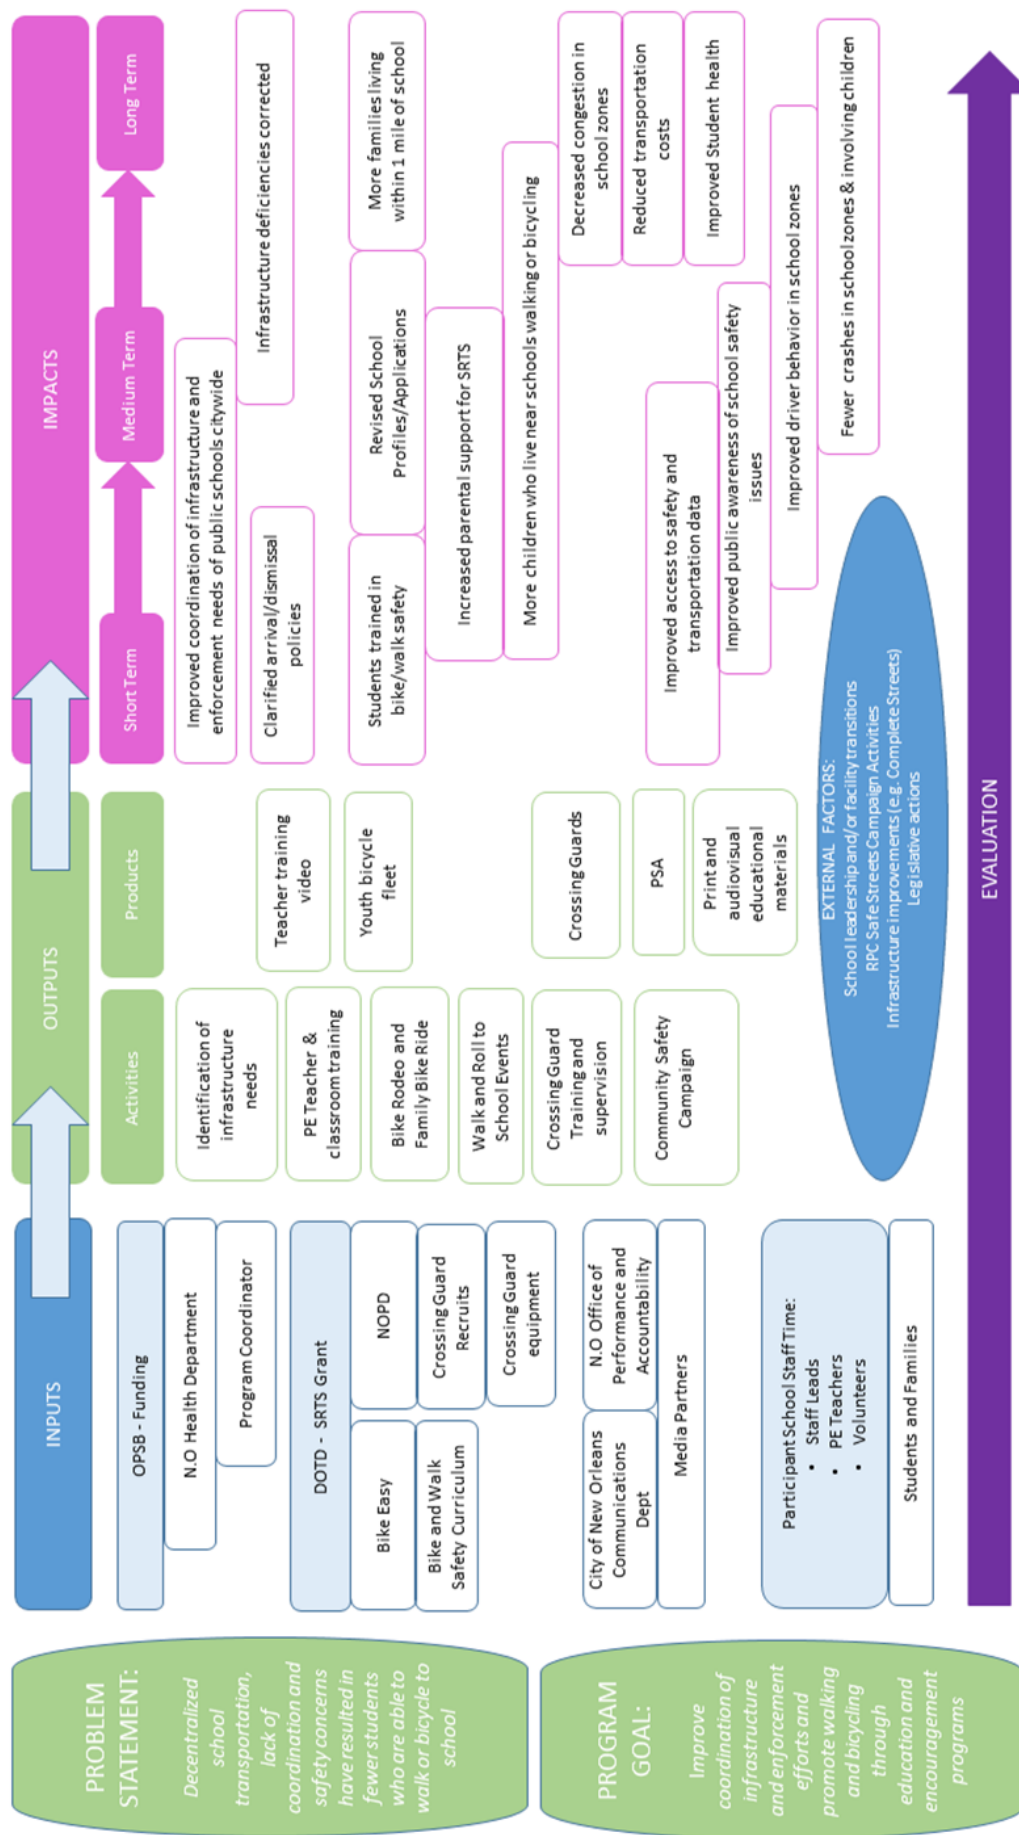 PROBLEM
STATEMENT:
Decentralized
school
transportation,
lack of
coordination and
safety concerns
have resulted in
fewer students
who are able to
walk or bicycle to
school
PROGRAM
GOAL:
Improve
coordination of
infrastructure
and enforcement
efforts and
promote walking
and bicycling
through
education and
encouragement
programs
INPUTS
OPSB - Funding
N.O Health Department
Program Coordinator
DOTD - SRTS Grant
Bike Easy
NOPD
Bike and Walk
Safety Curriculum
Crossing Guard
Recruits
Crossing Guard
equipment
City of New Orleans
Communications
Dept
N.O Office of
Performance and
Accountability
Media Partners
Participant School Staff Time:
• Staff Leads
• PE Teachers
• Volunteers
Students and Families
OUTPUTS
Activities
Identification of
infrastructure
needs
PE Teacher &
classroom training
Bike Rodeo and
Family Bike Ride
Walk and Roll to
School Events
Crossing Guard
Training and
supervision
Community Safety
Campaign
Products
Teacher training
video
Youth bicycle
fleet
Crossing Guards
PSA
Print and
audiovisual
educational
materials
IMPACTS
Short Term
Medium Term
Long Term
Improved coordination of infrastructure and
enforcement needs of public schools citywide
Infrastructure deficiencies corrected
Clarified arrival/dismissal
policies
Students trained in
bike/walk safety
Revised School
Profiles/Applications
More families living
within 1 mile of school
Increased parental support for SRTS
More children who live near schools walking or bicycling
Decreased congestion in
school zones
Reduced transportation
costs
Improved Student health
Improved access to safety and
transportation data
Improved public awareness of school safety
issues
Improved driver behavior in school zones
Fewer crashes in school zones & involving children
EXTERNAL FACTORS:
School leadership and/or facility transitions
RPC Safe Streets Campaign Activities
Infrastructure improvements (e.g. Complete Streets)
Legislative actions
EVALUATION